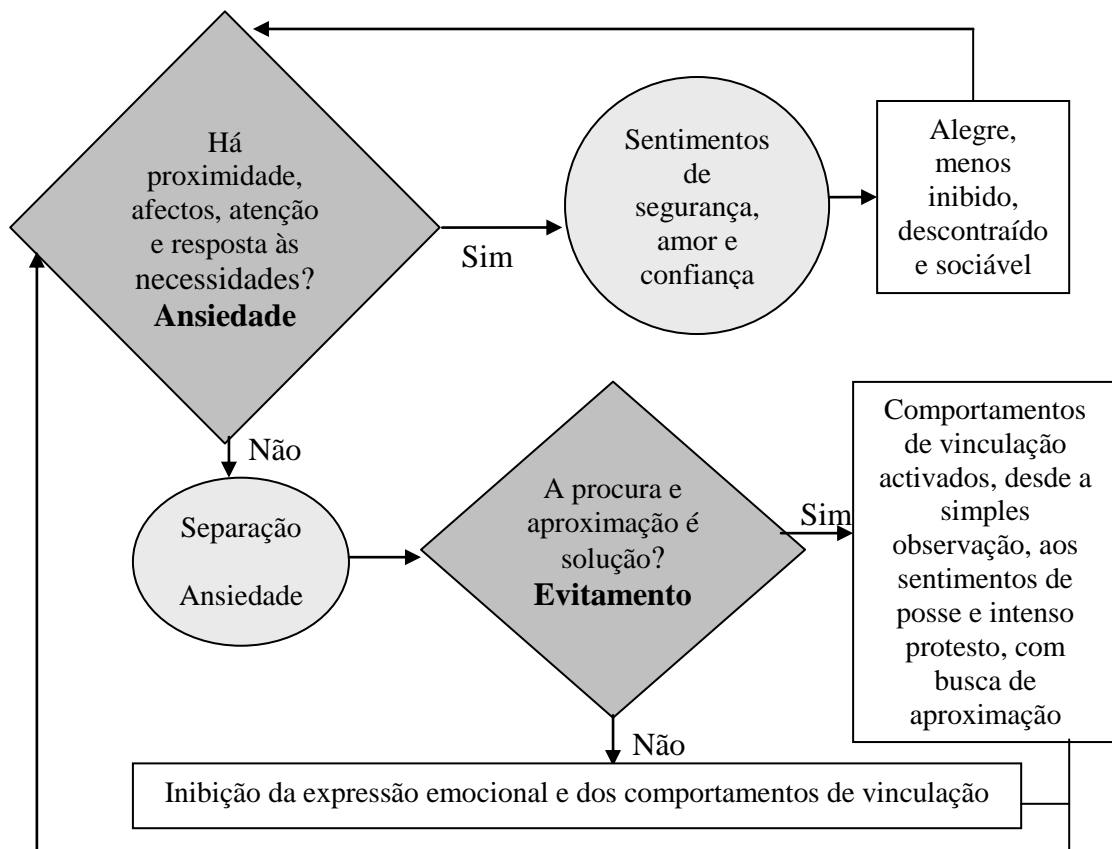 Há
proximidade,
afectos, atenção
e resposta às
necessidades?
Ansiedade
Sim
Sentimentos
de
segurança,
amor e
confiança
Alegre,
menos
inibido,
descontraído
e sociável
Não
Separação
Ansiedade
A procura e
aproximação é
solução?
Evitamento
Sim
Comportamentos
de vinculação
activados, desde a
simples
observação, aos
sentimentos de
posse e intenso
protesto, com
busca de
aproximação
Não
Inibição da expressão emocional e dos comportamentos de vinculação